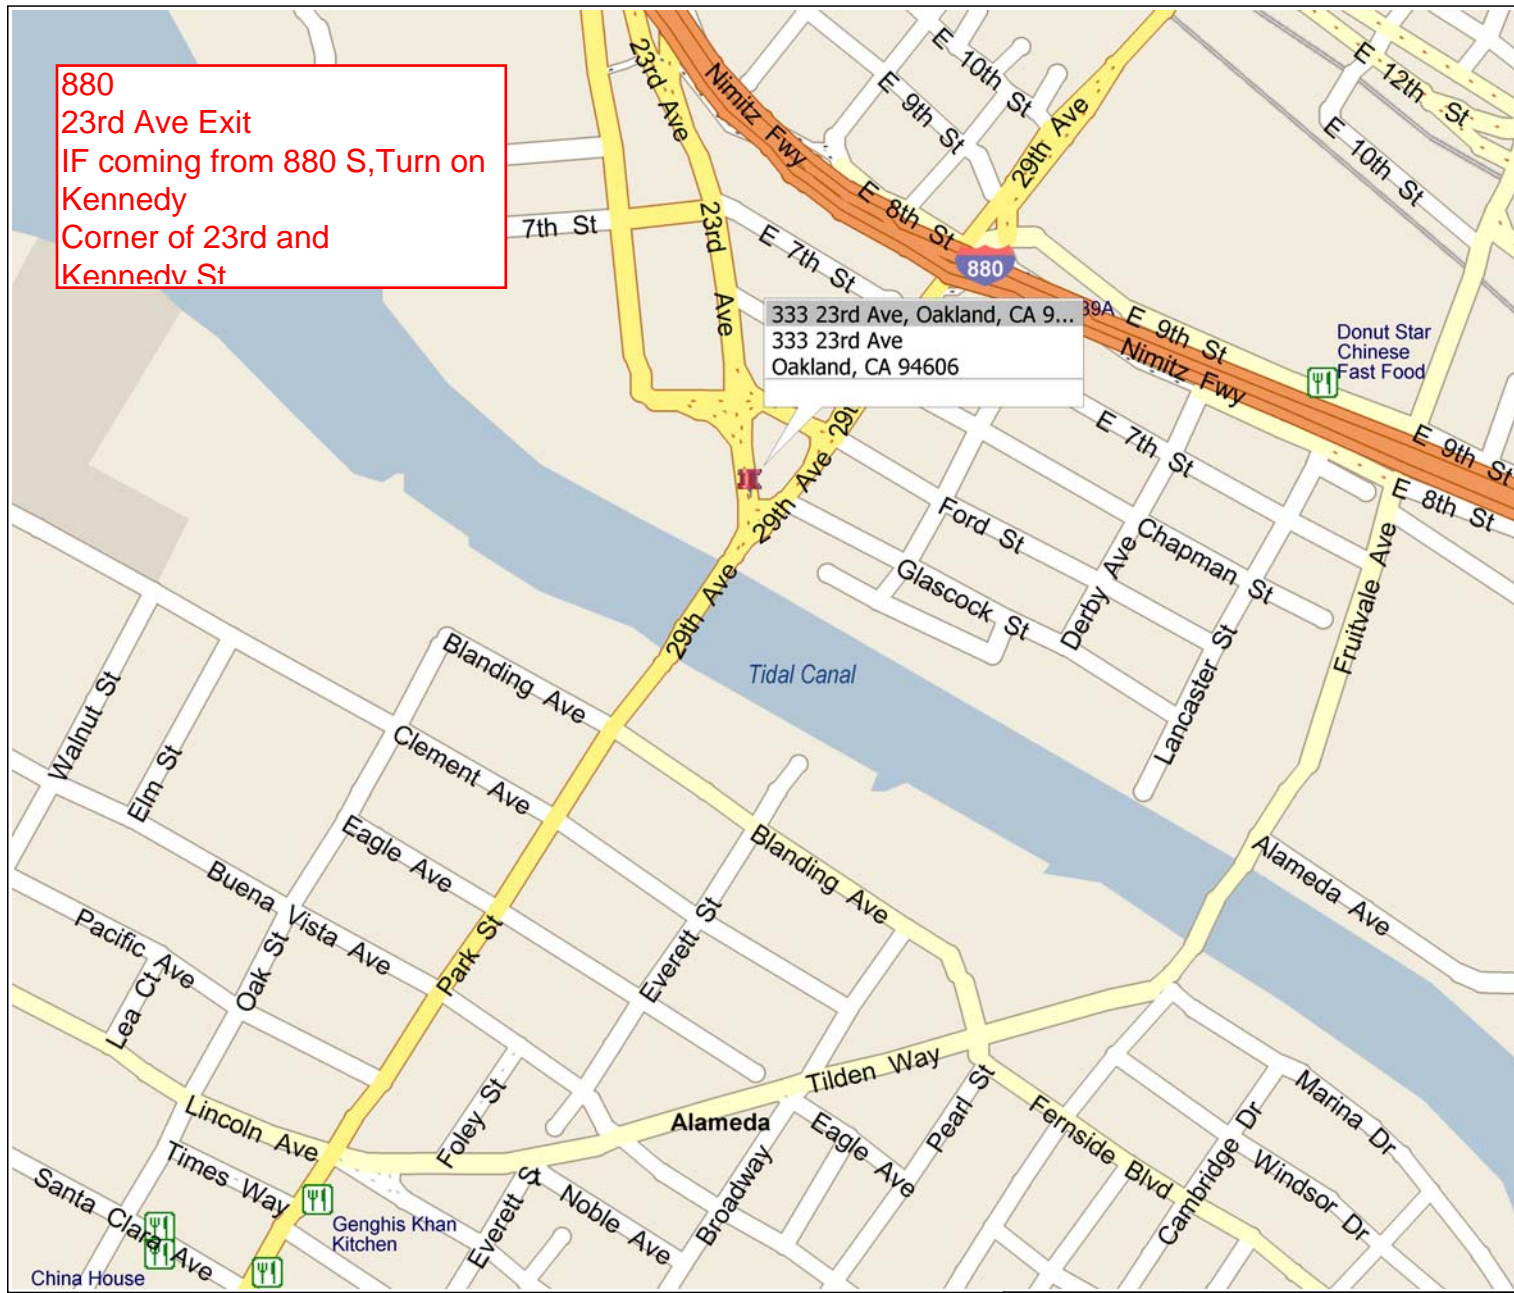 880
23rd Ave Exit
IF coming from 880 S,Turn on
Kennedy
Corner of 23rd and
Kennedy St
23rd Ave
Nimitz Fwy
E 10th St
E 9th St
29th Ave
E 12th St
E 10th St
E 8th St
7th St
23rd Ave
E 7th St
880
333 23rd Ave, Oakland, CA 9...
333 23rd Ave
Oakland, CA 94606
39A
E 9th St
Nimitz Fwy
Donut Star
Chinese
Fast Food
29th
E 7th St
E 9th St
E 8th St
29th Ave
Ford St
Chapman St
Glascock St
Derby Ave
Fruitvale Ave
29th Ave
Lancaster St
Tidal Canal
Blanding Ave
Walnut St
Elm St
Clement Ave
Eagle Ave
Blanding Ave
Alameda Ave
Buena Vista Ave
Pacific Ave
Lea Ct
Oak St
Park St
Everett St
Tilden Way
Alameda
Lincoln Ave
Times Way
Foley St
Eagle Ave
Pearl St
Fernside Blvd
Marina Dr
Cambridge Dr
Windsor Dr
Santa Clara Ave
Genghis Khan
Kitchen
Everett St
Noble Ave
Broadway
China House